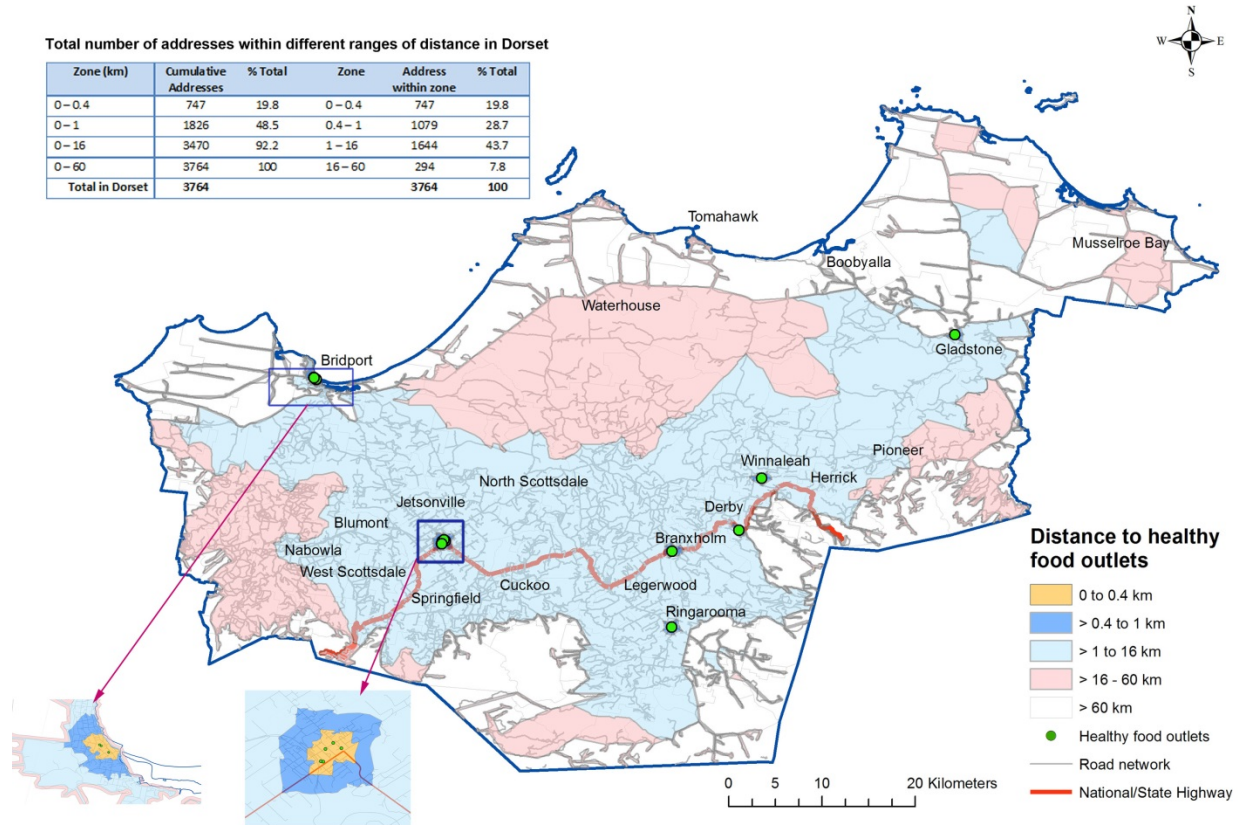 N
W E
S
Total number of addresses within different ranges of distance in Dorset
Zone (km) Cumulative Addresses % Total Zone Address within zone % Total
0 – 0.4 747 19.8 0 – 0.4 747 19.8
0 – 1 1826 48.5 0.4 – 1 1079 28.7
0 – 16 3470 92.2 1 – 16 1644 43.7
0 – 60 3764 100 16 – 60 294 7.8
Total in Dorset 3764 3764 100
Tomahawk
Musselroe Bay
Boobyalla
Waterhouse
Gladstone
Bridport
Pioneer
Winnaleah
Herrick
North Scottsdale
Jetsonville
Derby
Blumont
Branxholm
Nabowla
West Scottsdale
Cuckoo
Legerwood
Springfield
Ringarooma
Distance to healthy
food outlets
0 to 0.4 km
> 0.4 to 1 km
> 1 to 16 km
> 16 - 60 km
> 60 km
Healthy food outlets
Road network
National/State Highway
0 5 10 20 Kilometers